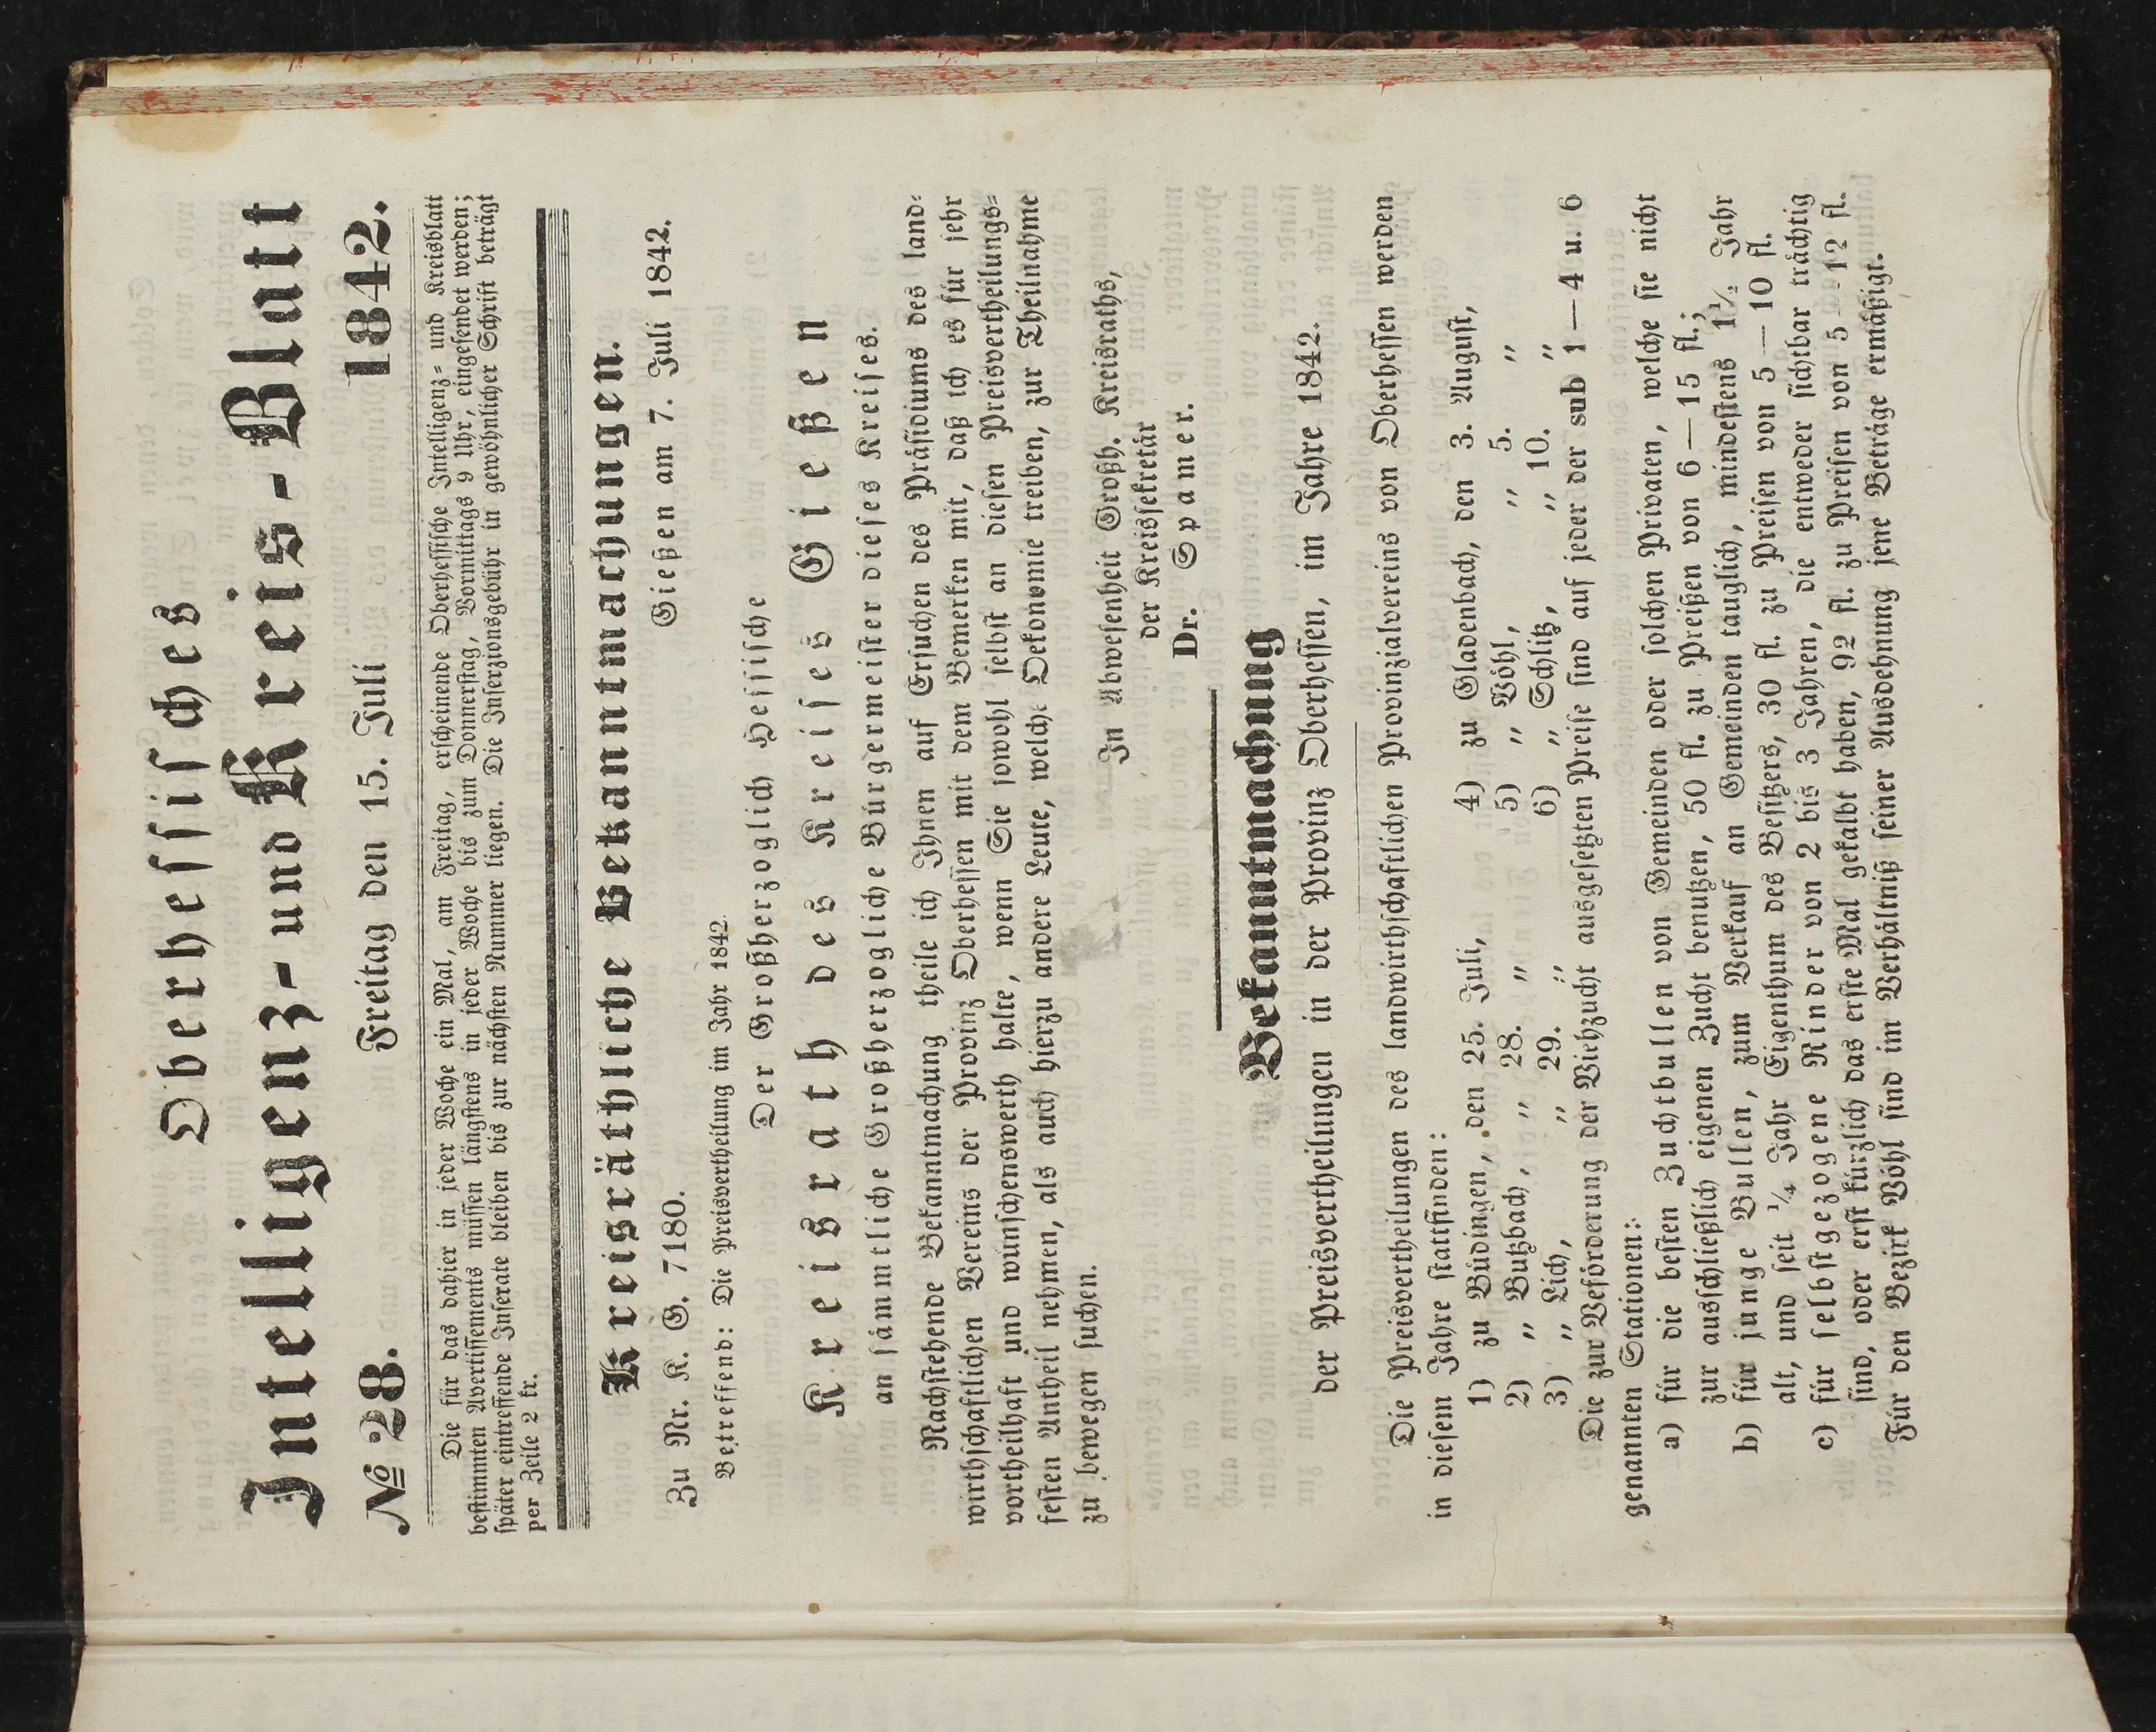 Oberhessisches
Intelligenz- und Kreis-Blatt
№ 28. Freitag den 15. Juli 1842.
Die für das dahier in jeder Woche ein Mal, am Freitag, erscheinende Oberhessische Intelligenz- und Kreisblatt
bestimmten Avertissements müssen längstens in jeder Woche bis zum Donnerstag, Vormittags 9 Uhr, eingesendet werden;
später eintreffende Inserate bleiben bis zur nächsten Nummer liegen. Die Inserzionsgebühr in gewöhnlicher Schrift beträgt
per Zeile 2 kr.
Kreisräthliche Bekanntmachungen.
Zu Nr. K. G. 7180. Gießen am 7. Juli 1842.
Betreffend: Die Preisvertheilung im Jahr 1842.
Der Großherzoglich Hessische
Kreisrath des Kreises Gießen
an sämmtliche Großherzogliche Bürgermeister dieses Kreises.
Nachstehende Bekanntmachung theile ich Ihnen auf Ersuchen des Präsidiums des land-
wirthschaftlichen Vereins der Provinz Oberhessen mit dem Bemerken mit, daß ich es für sehr
vortheilhaft und wünschenswerth halte, wenn Sie sowohl selbst an diesen Preisvertheilungs-
festen Antheil nehmen, als auch hierzu andere Leute, welche Oekonomie treiben, zur Theilnahme
zu bewegen suchen.
In Abwesenheit Großh. Kreisraths,
der Kreissekretär
Dr. Spamer.
Bekanntmachung
der Preisvertheilungen in der Provinz Oberhessen, im Jahre 1842.
Die Preisvertheilungen des landwirthschaftlichen Provinzialvereins von Oberhessen werden
in diesem Jahre stattfinden:
1) zu Büdingen, den 25. Juli, 4) zu Gladenbach, den 3. August,
2) „ Butzbach, „ 28. „ 5) „ Vöhl, „ 5. „
3) „ Lich, „ 29. „ 6) „ Schlitz, „ 10. „
Die zur Beförderung der Viehzucht ausgesetzten Preise sind auf jeder der sub 1 — 4 u. 6
genannten Stationen:
a) für die besten Zuchtbullen von Gemeinden oder solchen Privaten, welche sie nicht
zur ausschließlich eigenen Zucht benutzen, 50 fl. zu Preißen von 6 — 15 fl.;
b) für junge Bullen, zum Verkauf an Gemeinden tauglich, mindestens 1½ Jahr
alt, und seit ¼ Jahr Eigenthum des Besitzers, 30 fl. zu Preisen von 5 — 10 fl.
c) für selbstgezogene Rinder von 2 bis 3 Jahren, die entweder sichtbar trächtig
sind, oder erst kürzlich das erste Mal gekalbt haben, 92 fl. zu Preisen von 5 - 12 fl.
Für den Bezirk Vöhl sind im Verhältniß seiner Ausdehnung jene Beträge ermäßigt.